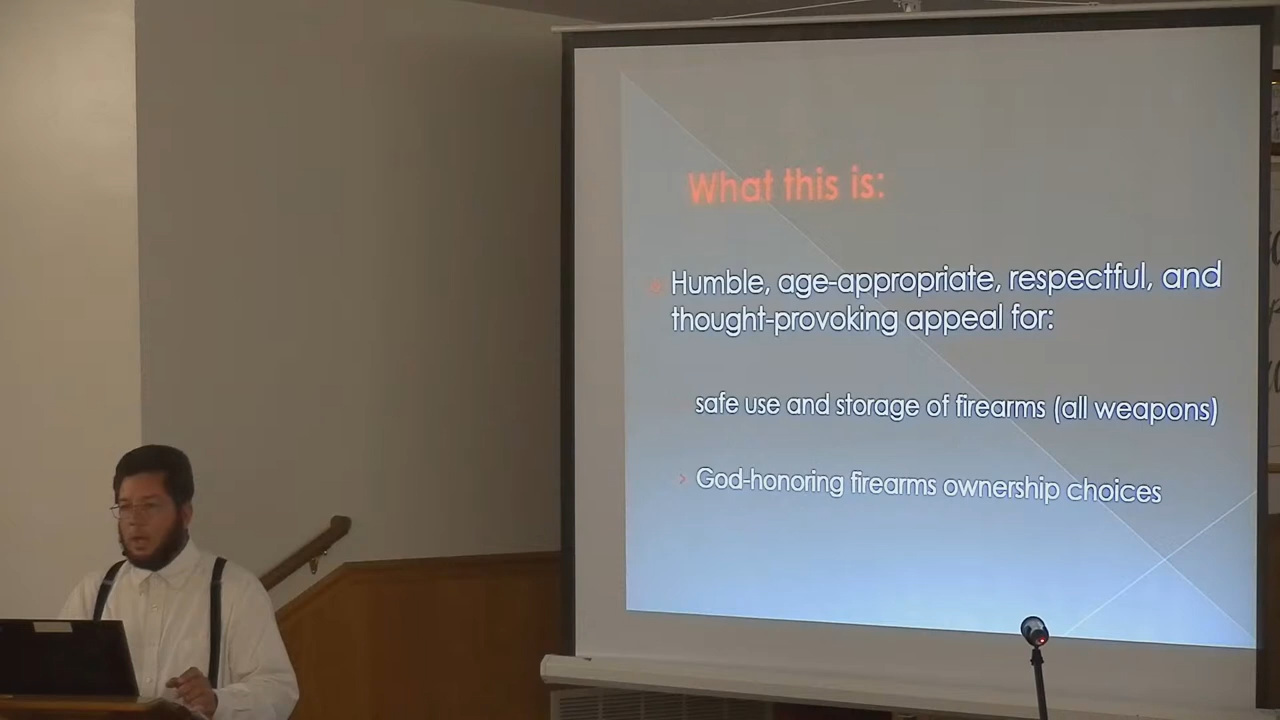 What this is:
Humble, age-appropriate, respectful, and
thought-provoking appeal for:
safe use and storage of firearms (all weapons)
God-honoring firearms ownership choices